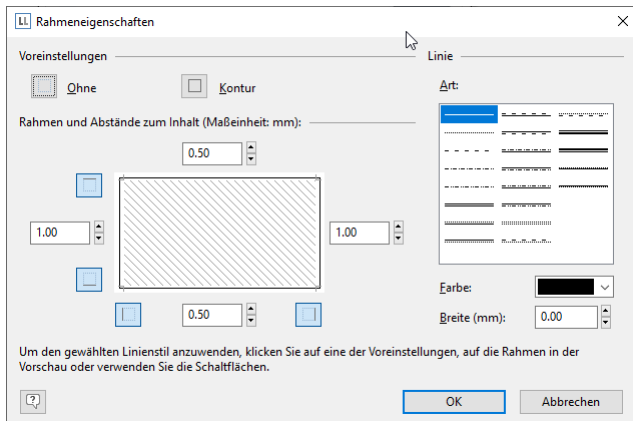 LL Rahmeneigenschaften
Voreinstellungen
Ohne
Kontur
Rahmen und Abstände zum Inhalt (Maßeinheit: mm):
0.50
1.00
1.00
0.50
Linie
Art:
Farbe:
Breite (mm):
0.00
Um den gewählten Linienstil anzuwenden, klicken Sie auf eine der Voreinstellungen, auf die Rahmen in der
Vorschau oder verwenden Sie die Schaltflächen.
?
OK
Abbrechen